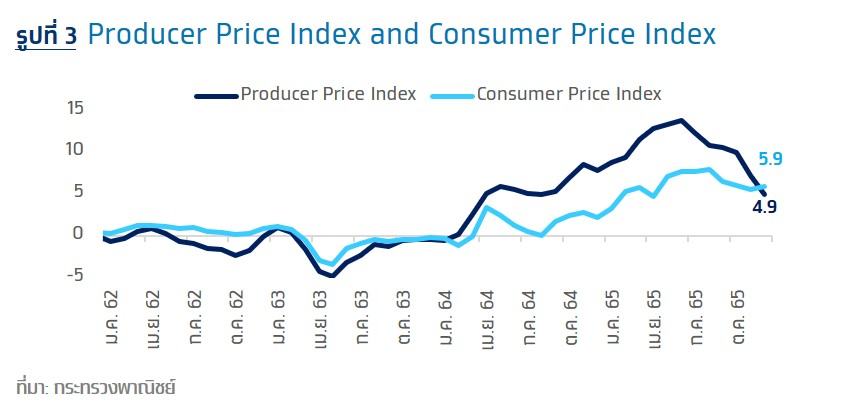 รูปที่ 3 Producer Price Index and Consumer Price Index
Producer Price Index Consumer Price Index
15
10
5
0
-5
5.9
4.9
ม.ค. 62 เม.ย. 62 ก.ค. 62 ต.ค. 62 ม.ค. 63 เม.ย. 63 ก.ค. 63 ต.ค. 63 ม.ค. 64 เม.ย. 64 ก.ค. 64 ต.ค. 64 ม.ค. 65 เม.ย. 65 ก.ค. 65 ต.ค. 65
ที่มา: กระทรวงพาณิชย์